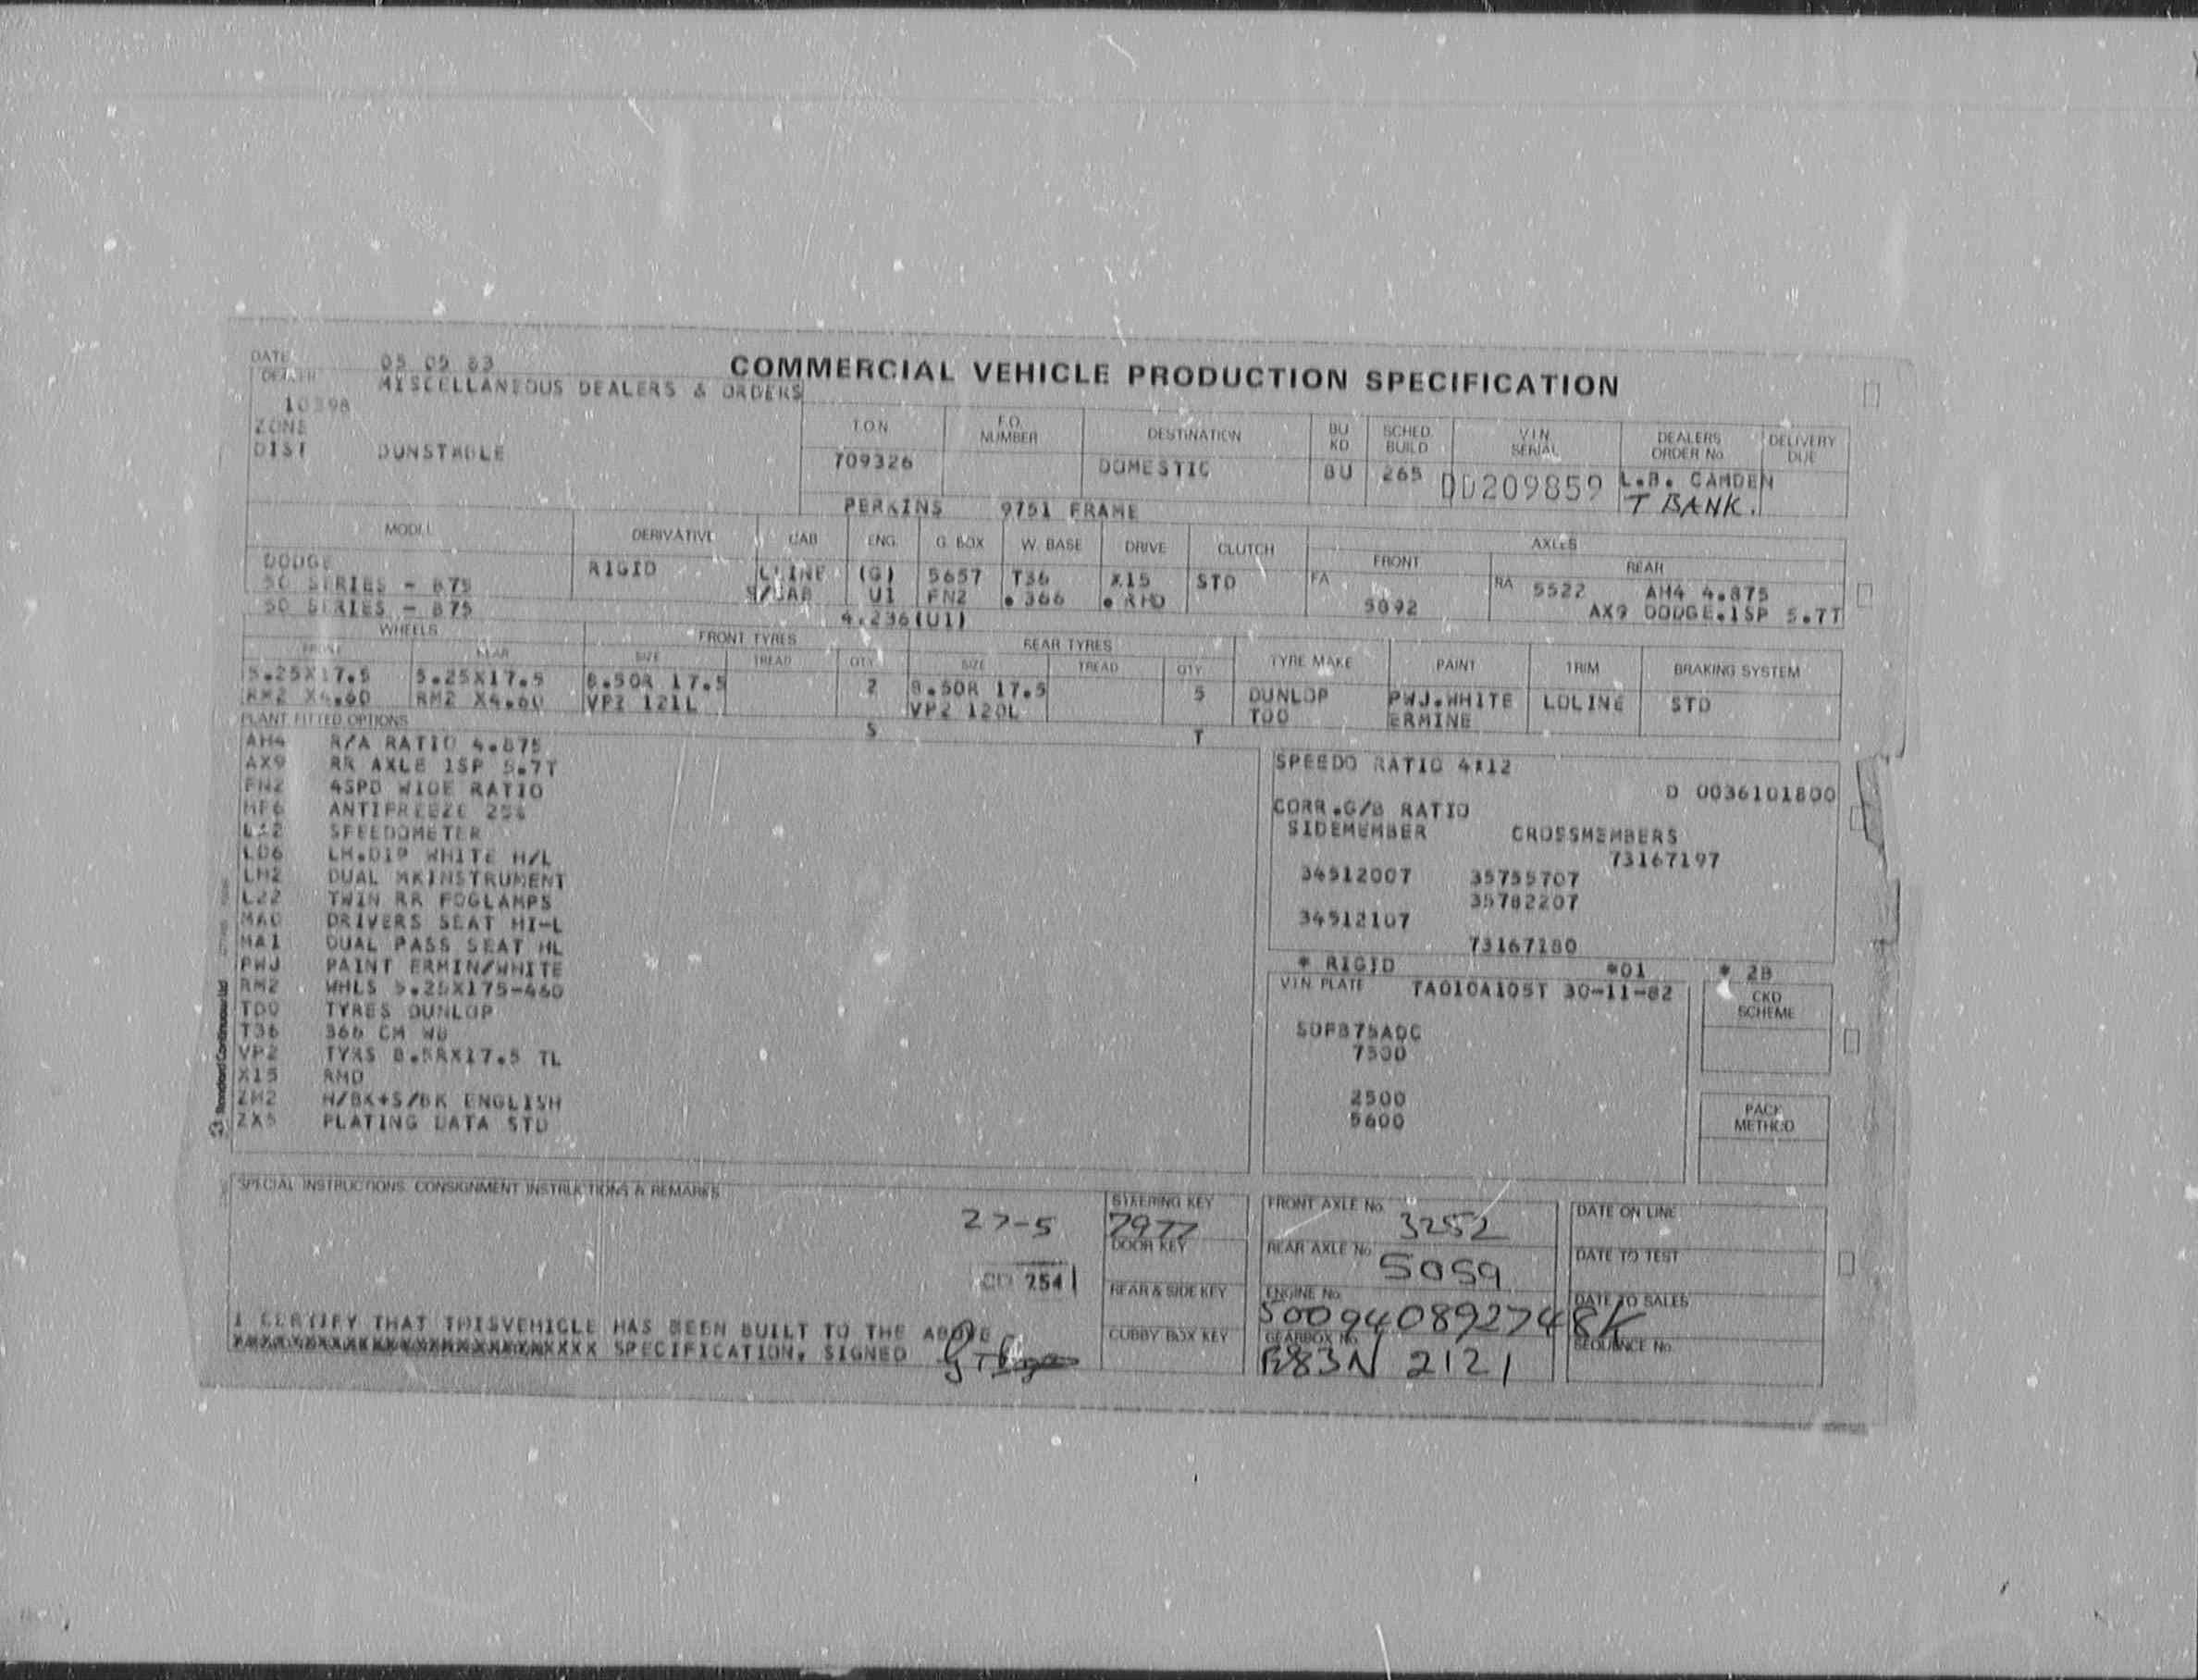 DATE 05 09 83
COMMERCIAL VEHICLE PRODUCTION SPECIFICATION
DEALER MISCELLANEOUS DEALERS & ORDERS
10398
ZONE
DIST DUNSTABLE
T.O.N. F.O. NUMBER DESTINATION BU KD SCHED. BUILD V.I.N. SERIAL DEALERS ORDER No. DELIVERY DUE
709326 DOMESTIC BU 265 DD209859 L.B. CAMDEN
T BANK.
PERKINS 9751 FRAME
MODEL DERIVATIVE CAB ENG. G. BOX W. BASE DRIVE CLUTCH AXLES
FRONT REAR
DODGE RIGID (G) 5657 T36 X15 STD FA RA 5522 AH4 4.875
50 SERIES - B75 S/CAB U1 FN2 .366 .RHD 5892 AX9 DODGE.1SP 5.7T
50 SERIES - B75 4.236(U1)
WHEELS FRONT TYRES REAR TYRES
FRONT REAR SIZE TREAD QTY. SIZE TREAD QTY. TYRE MAKE PAINT TRIM BRAKING SYSTEM
5.25X17.5 5.25X17.5 8.50R 17.5 2 8.50R 17.5 5 DUNLOP PWJ.WHITE LOLINE STD
RM2 X4.60 RM2 X4.60 VP2 121L VP2 120L TOO ERMINE
PLANT FITTED OPTIONS S T
AH4 R/A RATIO 4.875
AX9 RR AXLE 1SP 5.7T
FN2 4SPD WIDE RATIO
HF6 ANTIFREEZE 25%
LA2 SPEEDOMETER
LD6 LH.DIP WHITE H/L
LH2 DUAL MKINSTRUMENT
L22 TWIN RR FOGLAMPS
MA0 DRIVERS SEAT HI-L
MA1 DUAL PASS SEAT HL
PWJ PAINT ERMIN/WHITE
RM2 WHLS 5.25X175-460
TOO TYRES DUNLOP
T36 366 CM WB
VP2 TYRS 8.5RX17.5 TL
X15 RHD
ZH2 H/BK+S/BK ENGLISH
ZX5 PLATING DATA STD
SPEEDO RATIO 4:12
D 0036101800
CORR.G/B RATIO
SIDEMEMBER CROSSMEMBERS
73167197
34512007 35755707
35782207
34512107
73167180
* RIGID *01 * 2B
V.I.N. PLATE TA010A105T 30-11-82
CKD SCHEME
7500
2500
5600
PACK METHOD
SPECIAL INSTRUCTIONS CONSIGNMENT INSTRUCTIONS & REMARKS
27-5
254
STEERING KEY
7977
DOOR KEY
REAR & SIDE KEY
CUBBY BOX KEY
FRONT AXLE No. 3252
REAR AXLE No. 5059
ENGINE No.
500940892748K
GEARBOX No.
R83N 2121
DATE ON LINE
DATE TO TEST
DATE TO SALES
SEQUENCE No.
I CERTIFY THAT THISVEHICLE HAS BEEN BUILT TO THE ABOVE
SPECIFICATION, SIGNED